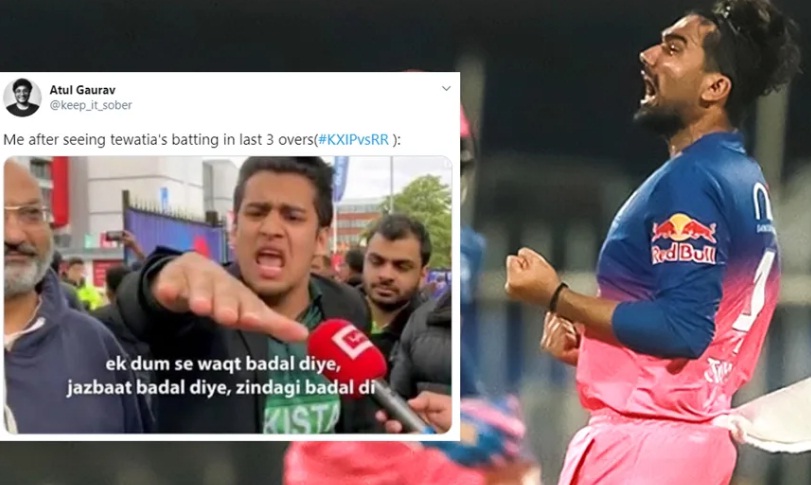 Atul Gaurav
@keep_it_sober
Me after seeing tewatia's batting in last 3 overs(#KXIPvsRR ):
ek dum se waqt badal diye,
jazbaat badal diye, zindagi badal di
KISTA
Red Bull